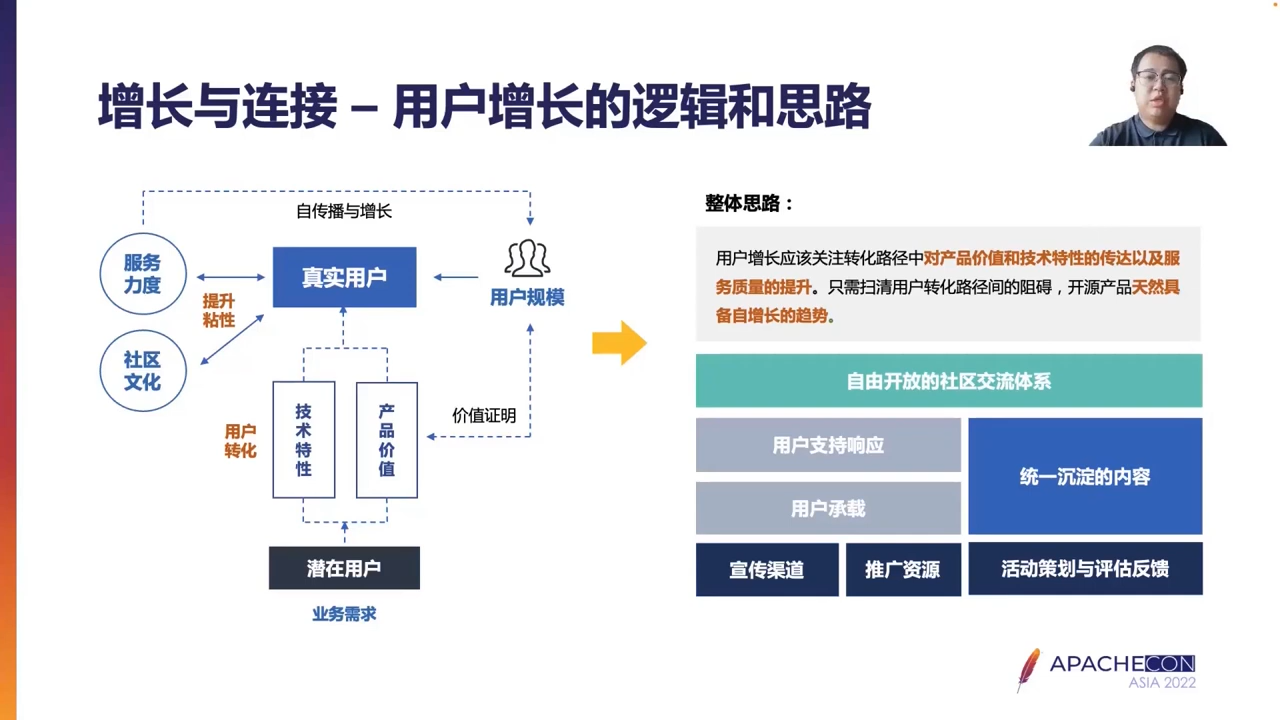 增长与连接 – 用户增长的逻辑和思路
自传播与增长
服务
力度
真实用户
用户规模
提升
粘性
社区
文化
用户
转化
技术特性
产品价值
价值证明
潜在用户
业务需求
整体思路：
用户增长应该关注转化路径中对产品价值和技术特性的传达以及服
务质量的提升。只需扫清用户转化路径间的阻碍，开源产品天然具
备自增长的趋势。
自由开放的社区交流体系
用户支持响应
统一沉淀的内容
用户承载
宣传渠道
推广资源
活动策划与评估反馈
APACHECON
ASIA 2022